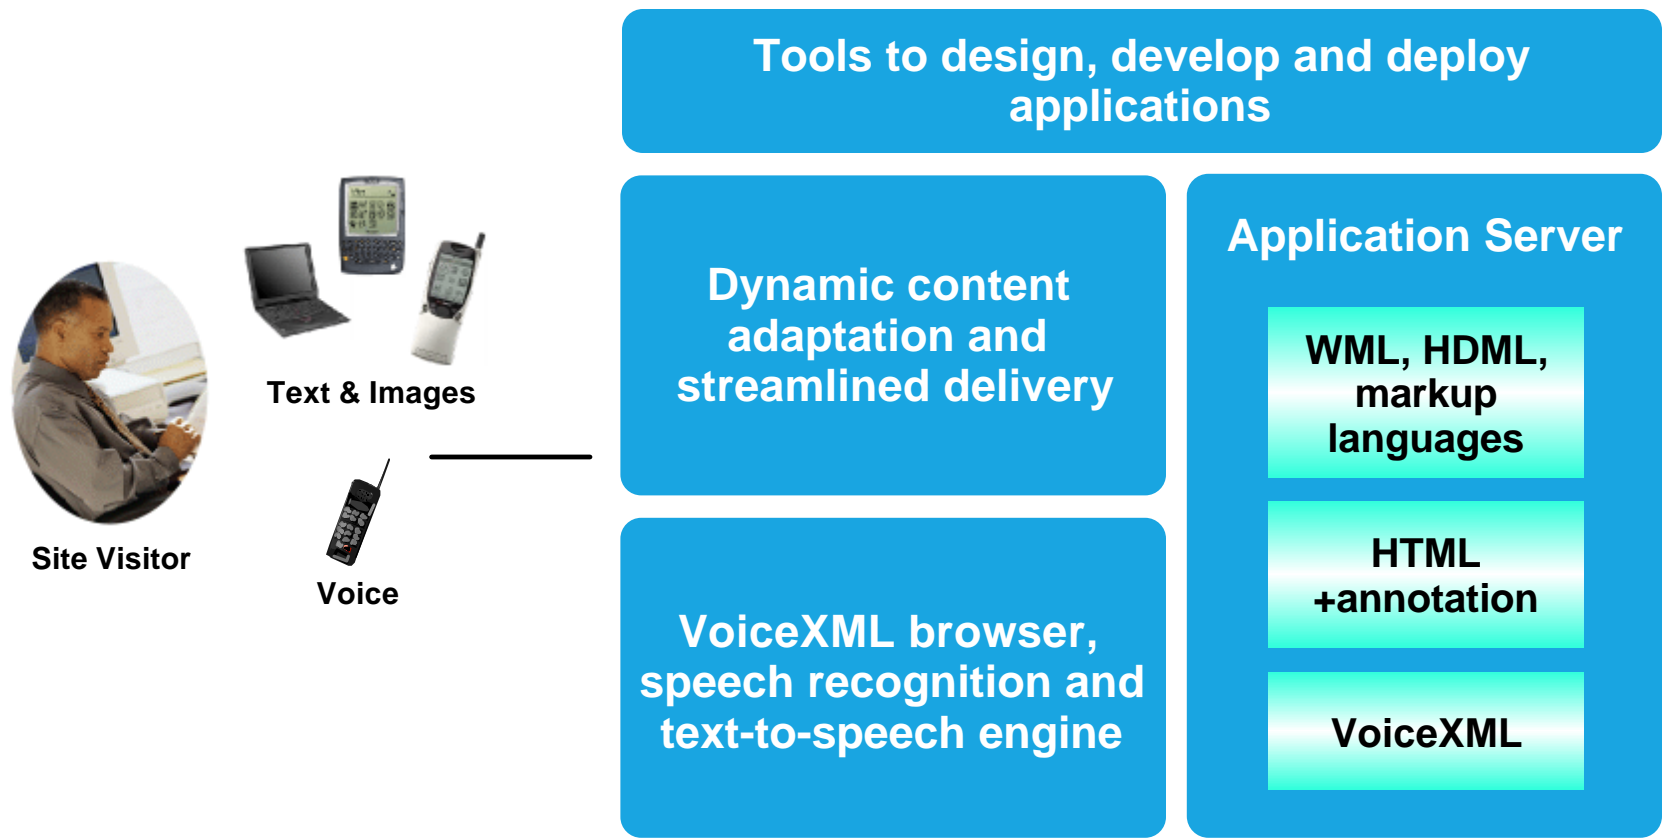 Tools to design, develop and deploy
applications
Text & Images
Site Visitor
Voice
Dynamic content
adaptation and
streamlined delivery
VoiceXML browser,
speech recognition and
text-to-speech engine
Application Server
WML, HDML,
markup
languages
HTML
+annotation
VoiceXML